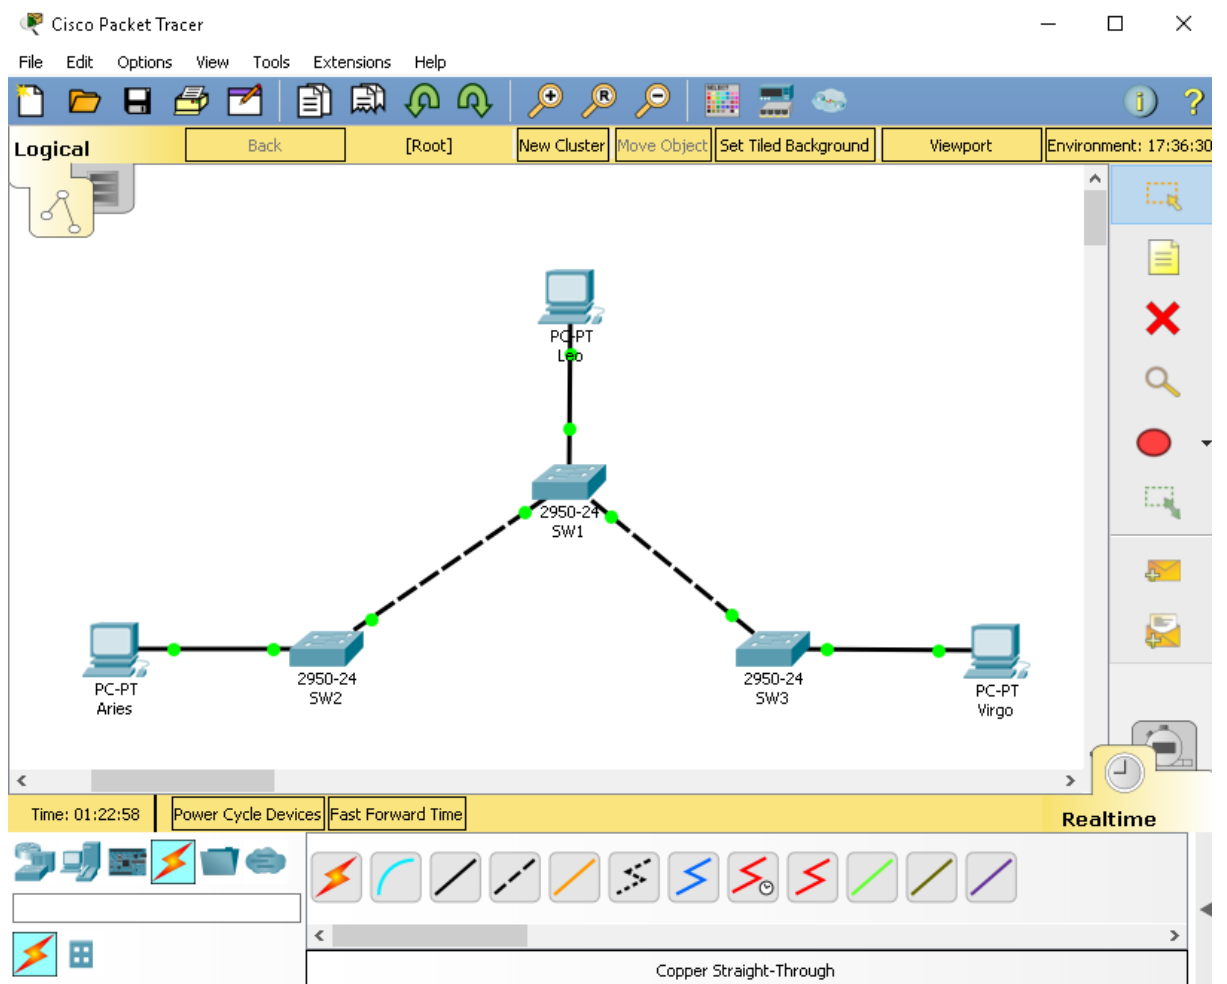 Cisco Packet Tracer
File Edit Options View Tools Extensions Help
Logical Back [Root] New Cluster Move Object Set Tiled Background Viewport Environment: 17:36:30
PC-PT
Leo
2950-24
SW1
PC-PT
Aries
2950-24
SW2
2950-24
SW3
PC-PT
Virgo
Time: 01:22:58 Power Cycle Devices Fast Forward Time Realtime
Copper Straight-Through